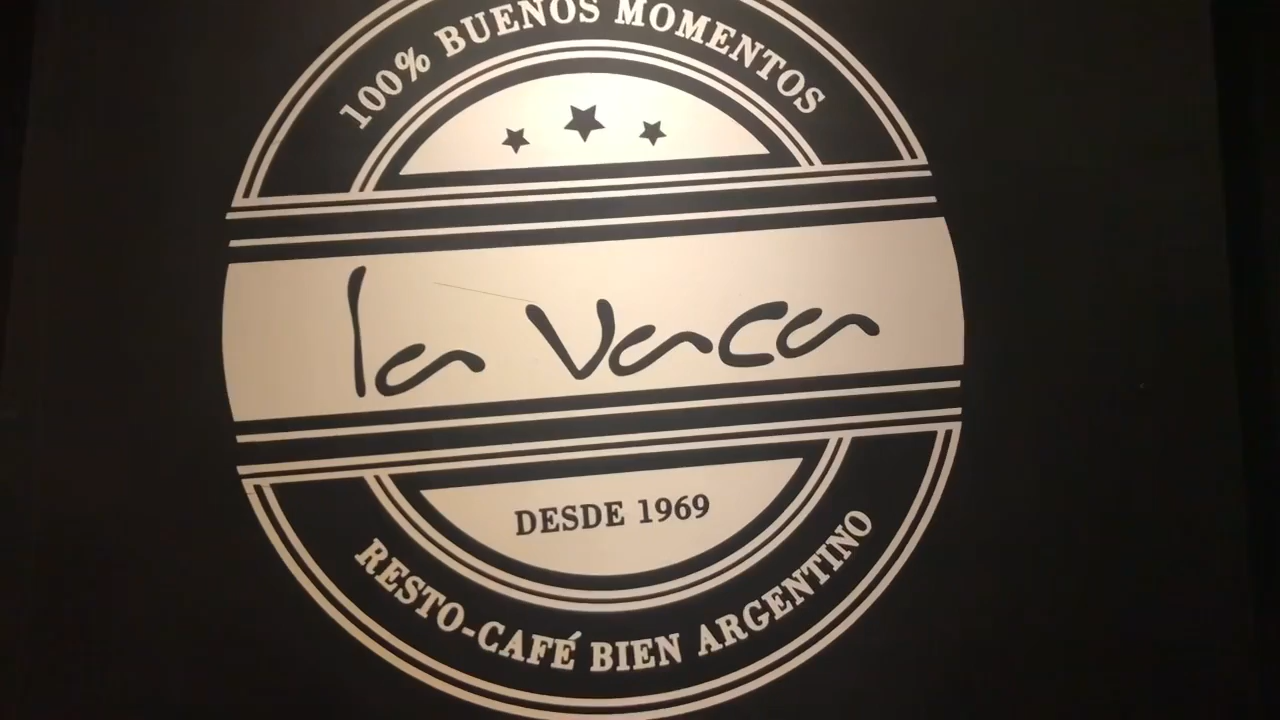 100% BUENOS MOMENTOS
la vaca
DESDE 1969
RESTO-CAFÉ BIEN ARGENTINO